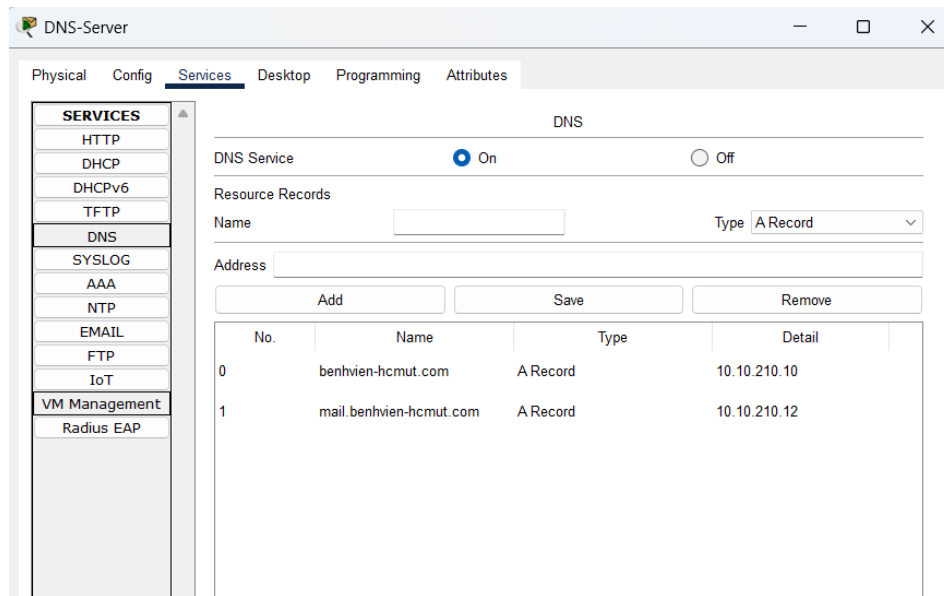 DNS-Server
Physical Config Services Desktop Programming Attributes
SERVICES
HTTP
DHCP
DHCPv6
TFTP
DNS
SYSLOG
AAA
NTP
EMAIL
FTP
IoT
VM Management
Radius EAP
DNS
DNS Service On Off
Resource Records
Name Type A Record
Address
Add Save Remove
No. Name Type Detail
0 benhvien-hcmut.com A Record 10.10.210.10
1 mail.benhvien-hcmut.com A Record 10.10.210.12